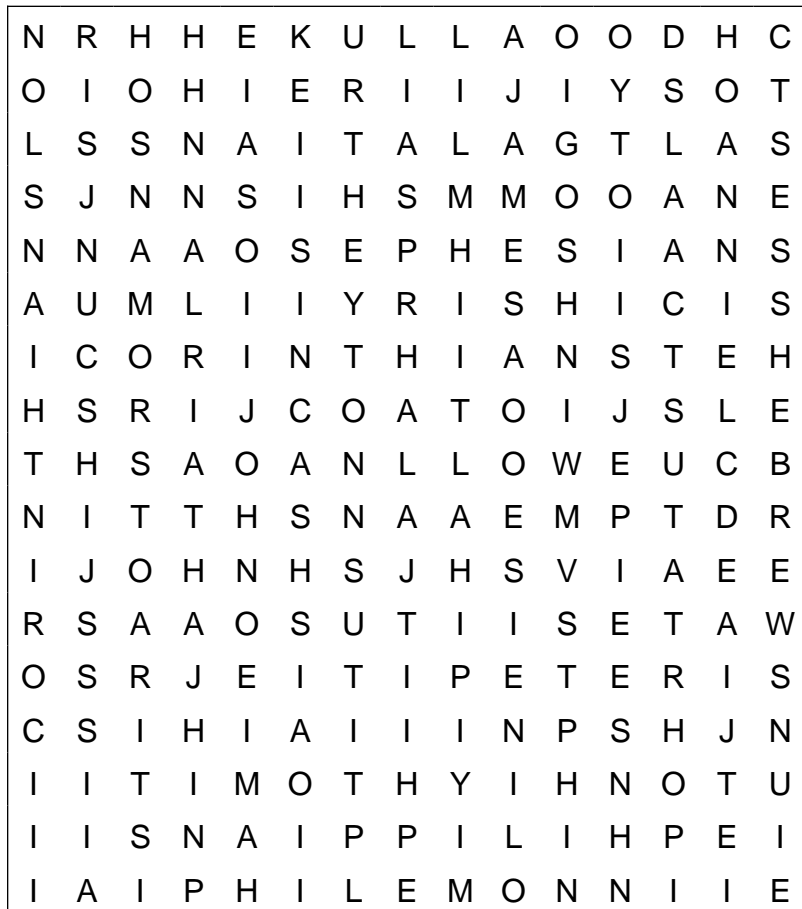 N R H H E K U L L A O O D H C
O I O H I E R I I J I Y S O T
L S S N A I T A L A G T L A S
S J N N S I H S M M O O A N E
N N A A O S E P H E S I A N S
A U M L I I Y R I S H I C I S
I C O R I N T H I A N S T E H
H S R I J C O A T O I J S L E
T H S A O A N L L O W E U C B
N I T T H S N A A E M P T D R
I J O H N H S J H S V I A E E
R S A A O S U T I I S E T A W
O S R J E I T I P E T E R I S
C S I H I A I I I N P S H J N
I I T I M O T H Y I H N O T U
I I S N A I P P I L I H P E I
I A I P H I L E M O N N I I E